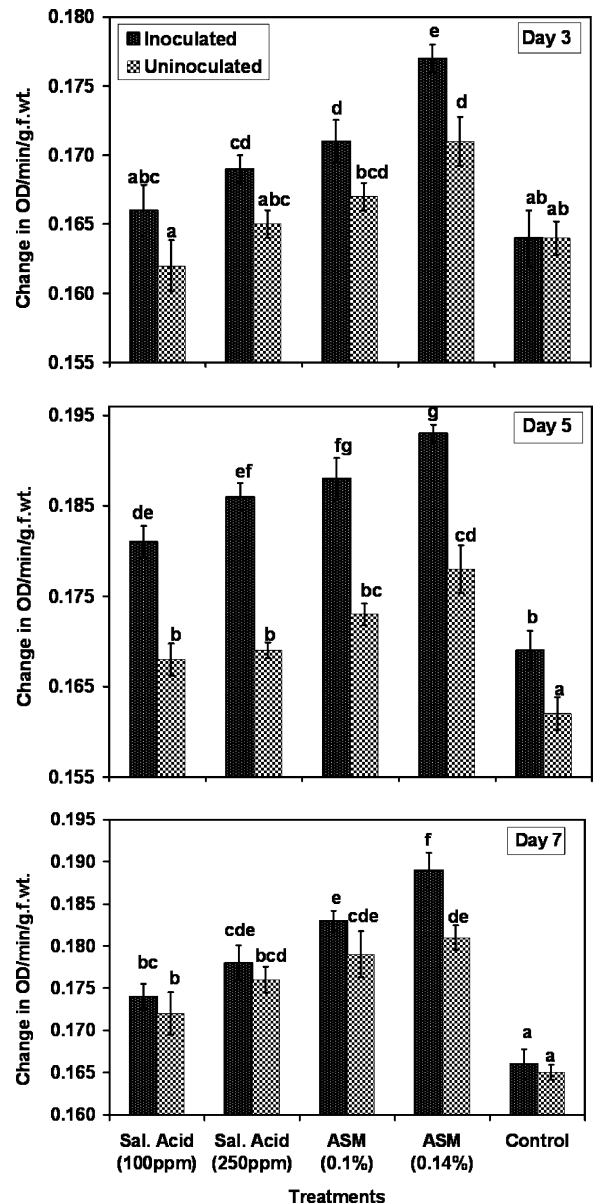 0.180
Inoculated
Uninoculated
Day 3
e
0.175
d
d
cd
bcd
0.170
abc
abc
ab ab
a
0.165
0.160
0.155
Change in OD/min/g.f.wt.
0.195
g
Day 5
fg
ef
de
0.185
cd
bc
0.175
b
b
b
a
0.165
0.155
Change in OD/min/g.f.wt.
0.195
Day 7
f
0.190
e
0.185
cde
de
cde
bcd
0.180
bc
b
0.175
0.170
a
a
0.165
0.160
Change in OD/min/g.f.wt.
Sal. Acid Sal. Acid ASM ASM Control
(100ppm) (250ppm) (0.1%) (0.14%)
Treatments